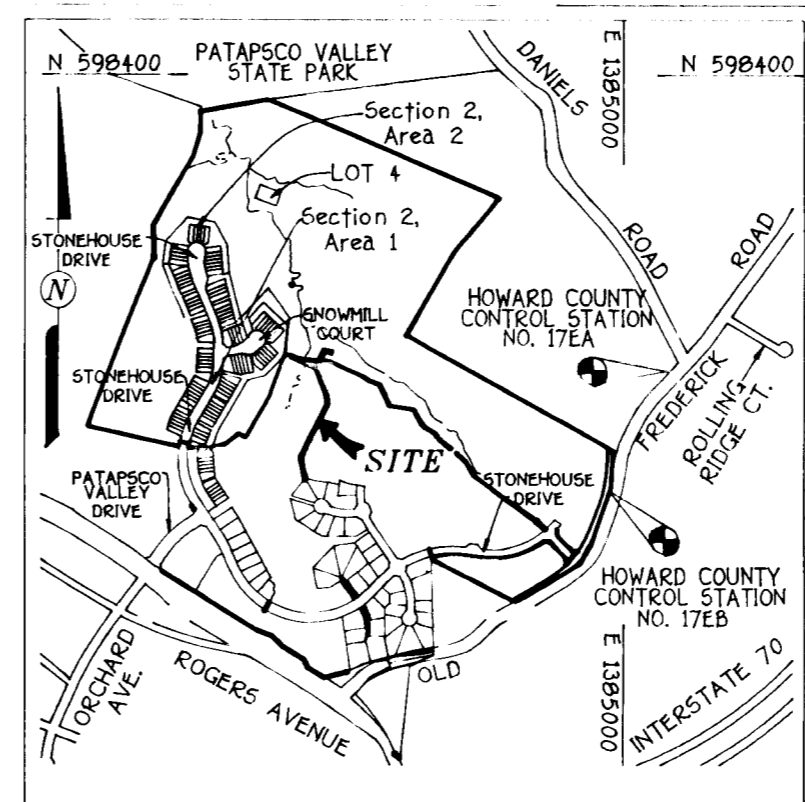 N 598400
PATAPSCO VALLEY
STATE PARK
E 1385000
N 598400
DANIELS
ROAD
Section 2,
Area 2
LOT 4
Section 2,
Area 1
STONEHOUSE
DRIVE
N
SNOWMILL
COURT
HOWARD COUNTY
CONTROL STATION
NO. 17EA
ROAD
FREDERICK
ROLLING
RIDGE CT.
STONEHOUSE
DRIVE
SITE
STONEHOUSE
DRIVE
PATAPSCO
VALLEY
DRIVE
HOWARD COUNTY
CONTROL STATION
NO. 17EB
ORCHARD
AVE.
ROGERS AVENUE
OLD
E 1385000
INTERSTATE 70